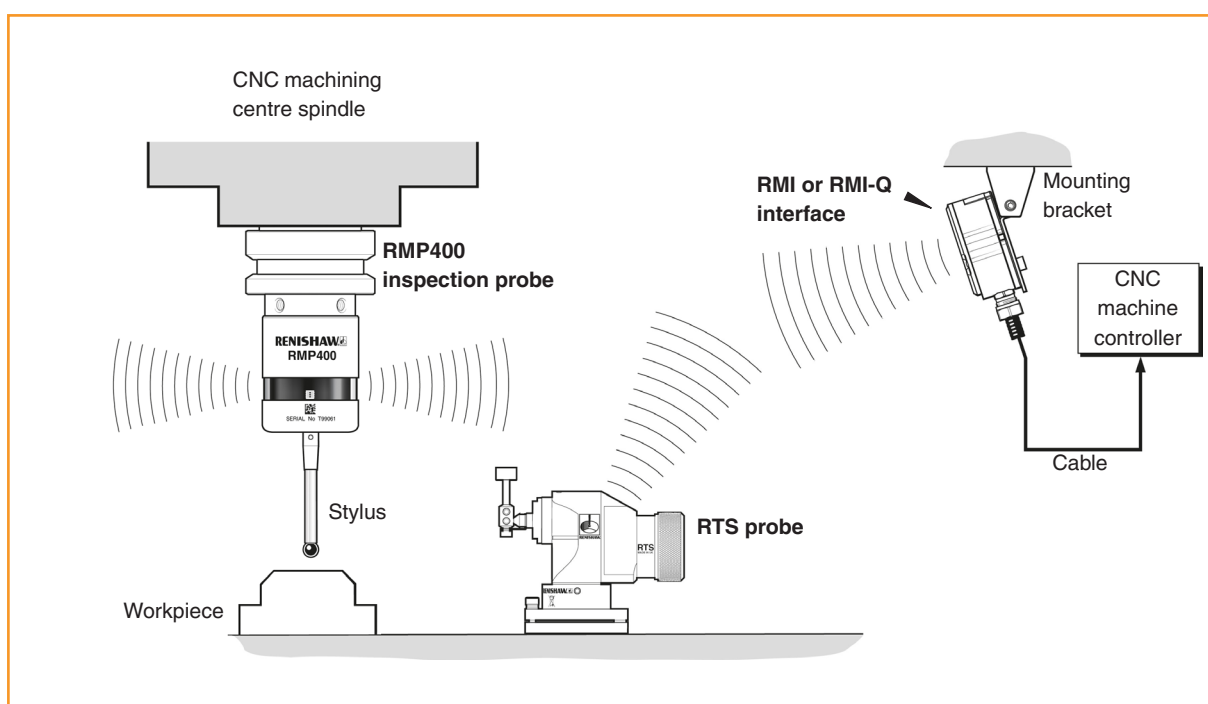 CNC machining
centre spindle
RMP400
inspection probe
RENISHAW
RMP400
SERIAL No T99061
Stylus
Workpiece
RMI or RMI-Q
interface
Mounting
bracket
CNC
machine
controller
Cable
RTS probe
RENISHAW
RTS
RENISHAW